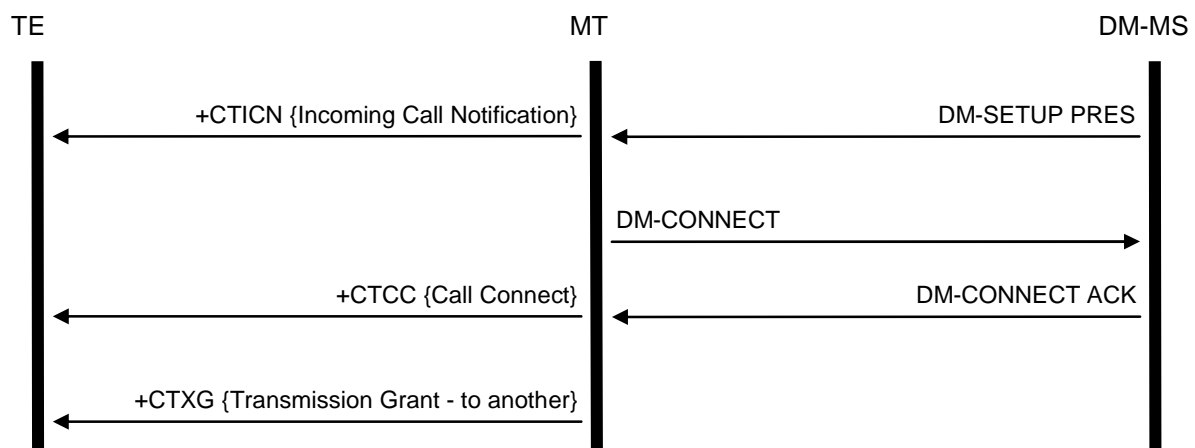 TE MT DM-MS
+CTICN {Incoming Call Notification} DM-SETUP PRES
DM-CONNECT
+CTCC {Call Connect} DM-CONNECT ACK
+CTXG {Transmission Grant - to another}